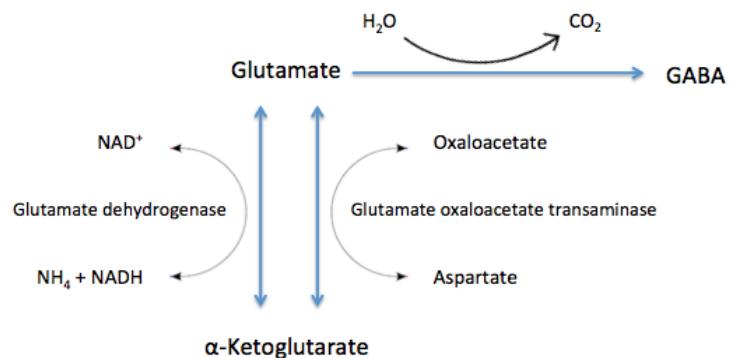 H₂O
CO₂
Glutamate
GABA
NAD⁺
Oxaloacetate
Glutamate dehydrogenase
Glutamate oxaloacetate transaminase
NH₄ + NADH
Aspartate
α-Ketoglutarate